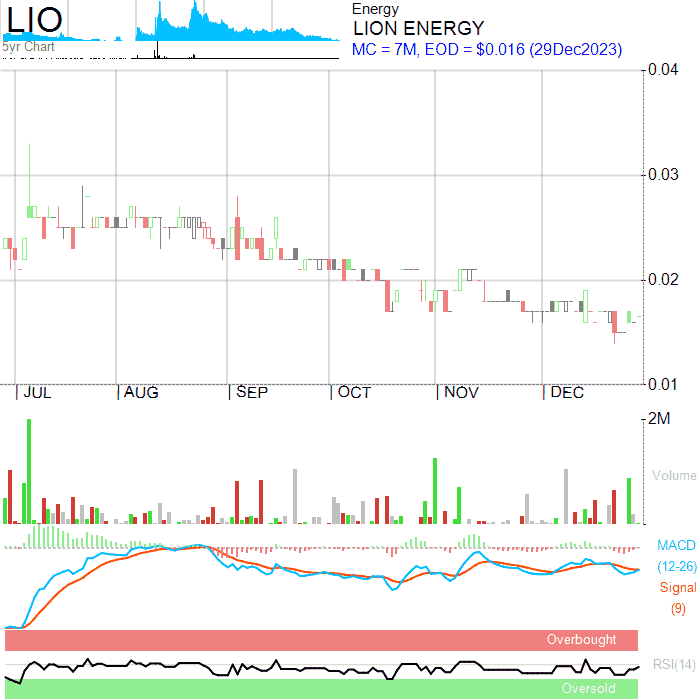 LIO
5yr Chart
Energy
LION ENERGY
MC = 7M, EOD = $0.016 (29Dec2023)
0.04
0.03
0.02
0.01
JUL AUG SEP OCT NOV DEC
2M
Volume
MACD
(12-26)
Signal
(9)
Overbought
RSI(14)
Oversold